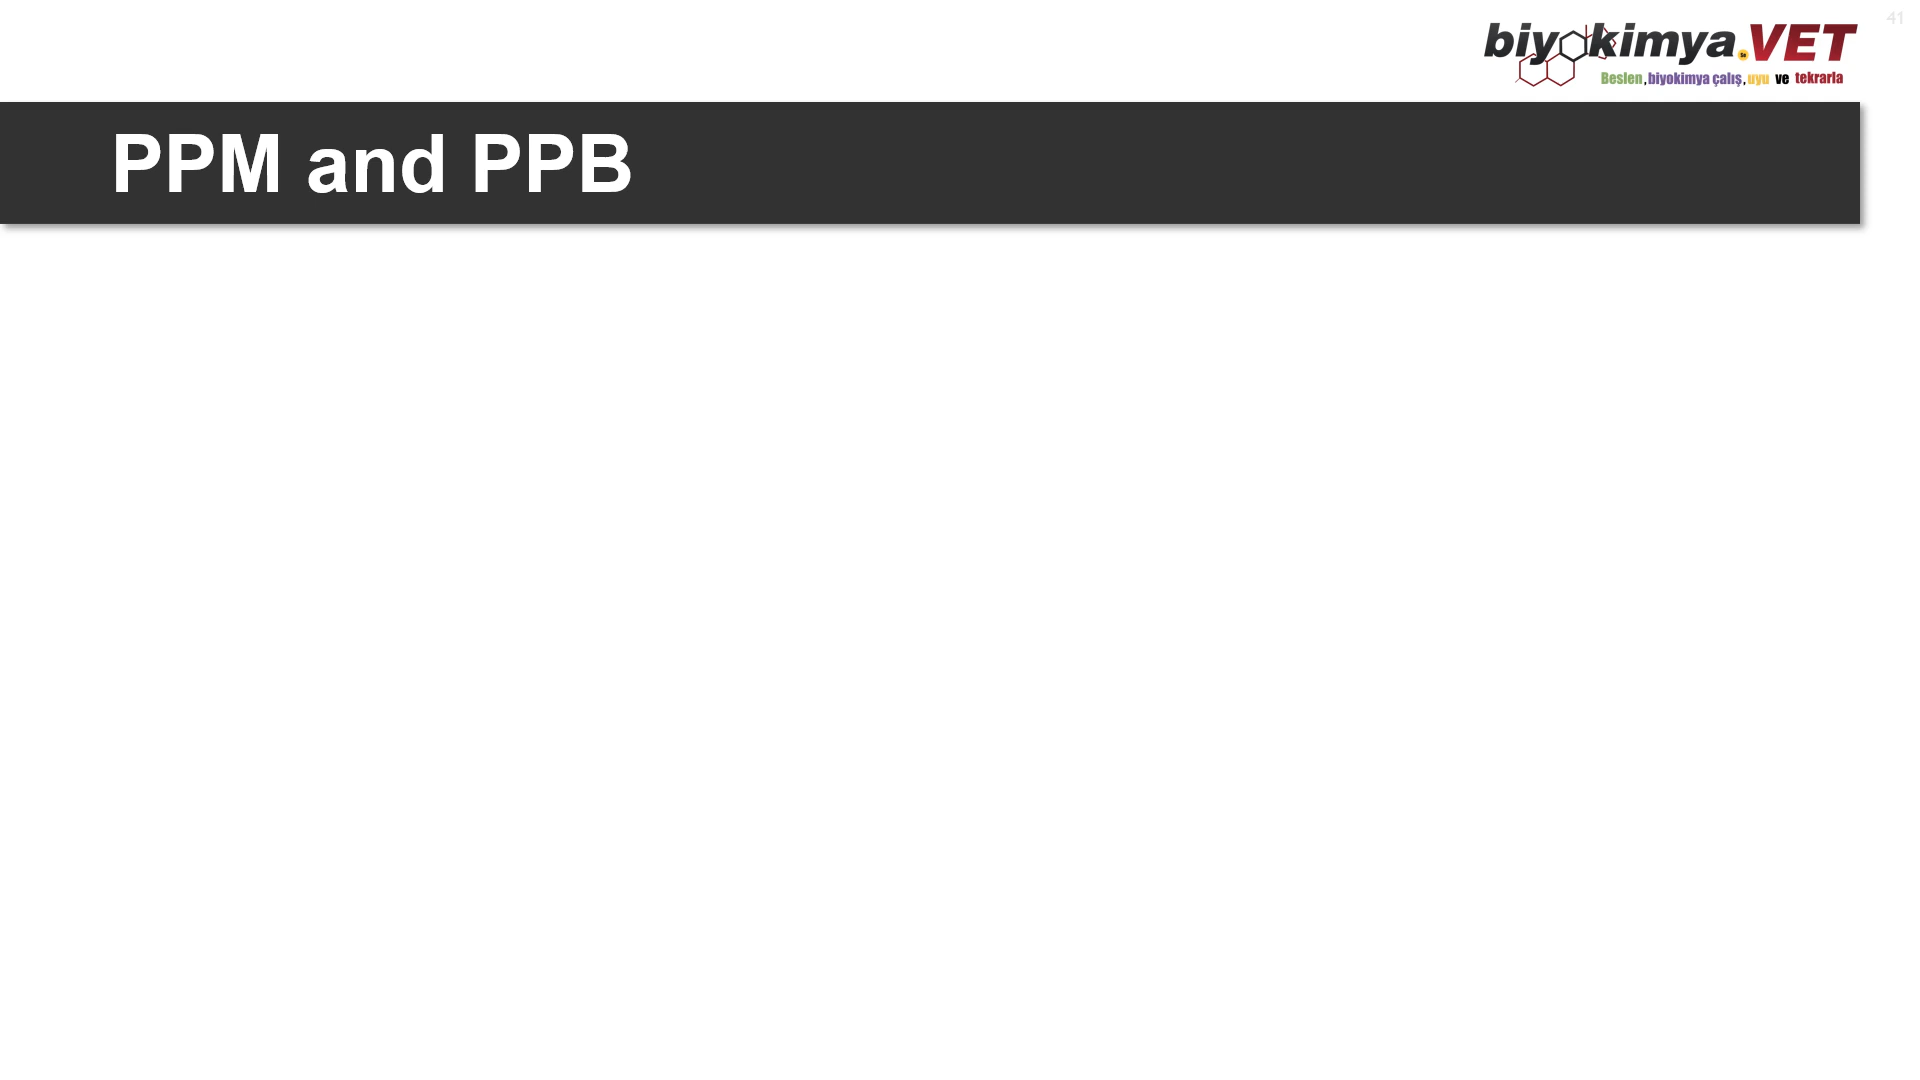 41
biyokimya.VET
Beslen, biyokimya çalış, uyu ve tekrarla
PPM and PPB